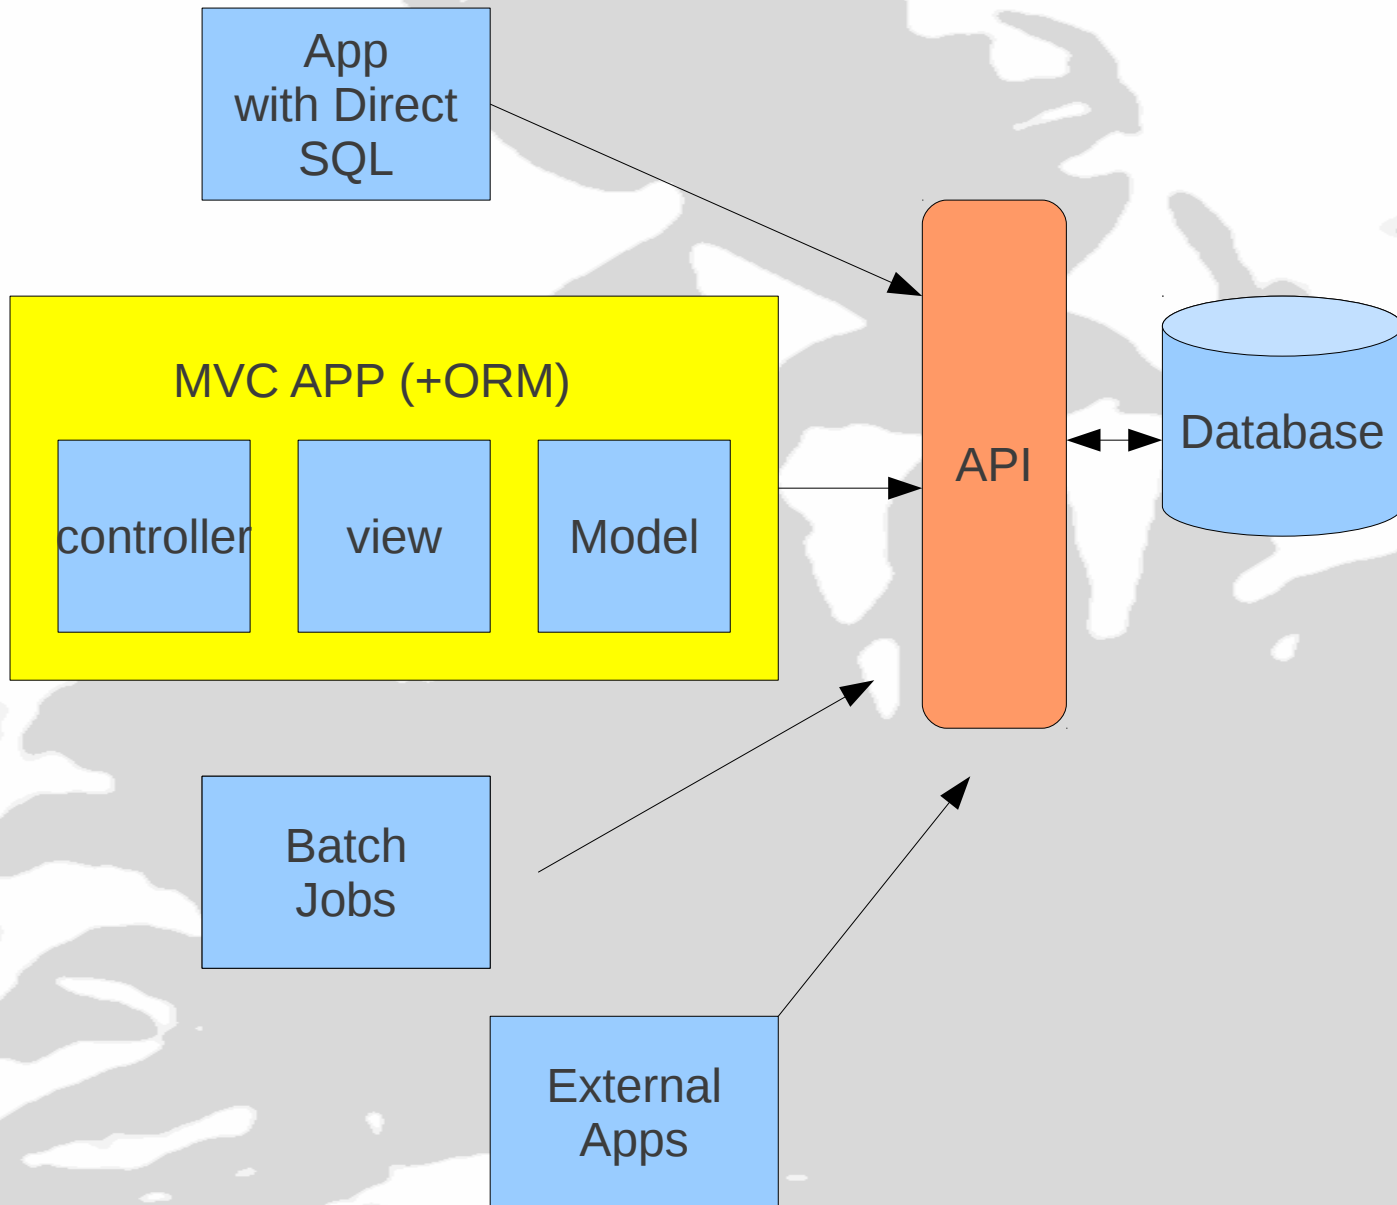 App
with Direct
SQL
MVC APP (+ORM)
controller
view
Model
API
Database
Batch
Jobs
External
Apps